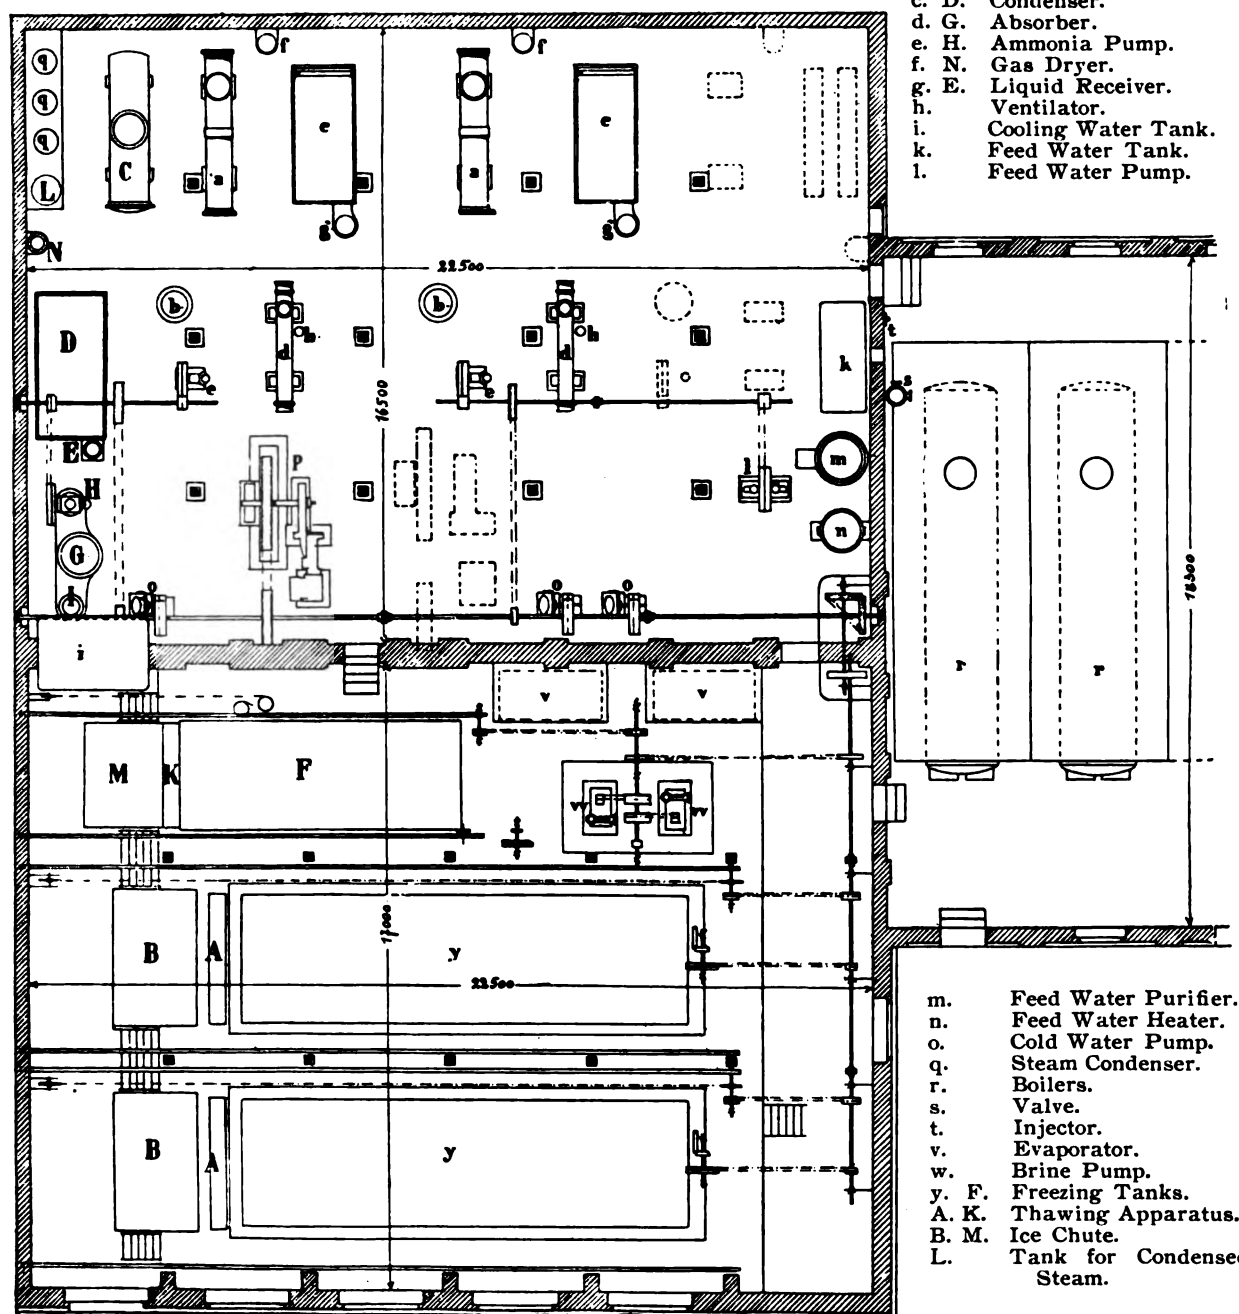 c. D. Condenser.
d. G. Absorber.
e. H. Ammonia Pump.
f. N. Gas Dryer.
g. E. Liquid Receiver.
h. Ventilator.
i. Cooling Water Tank.
k. Feed Water Tank.
l. Feed Water Pump.
f f
q
q
q
L
C a e a e
g g
N
22500
b b
D d h d h k t
e e s
16500
E p l m
H
G n
o o o
18300
i v v r r
M K F
vv vv
B A y
17000
22500
B A y
m. Feed Water Purifier.
n. Feed Water Heater.
o. Cold Water Pump.
q. Steam Condenser.
r. Boilers.
s. Valve.
t. Injector.
v. Evaporator.
w. Brine Pump.
y. F. Freezing Tanks.
A. K. Thawing Apparatus.
B. M. Ice Chute.
L. Tank for Condensed
Steam.